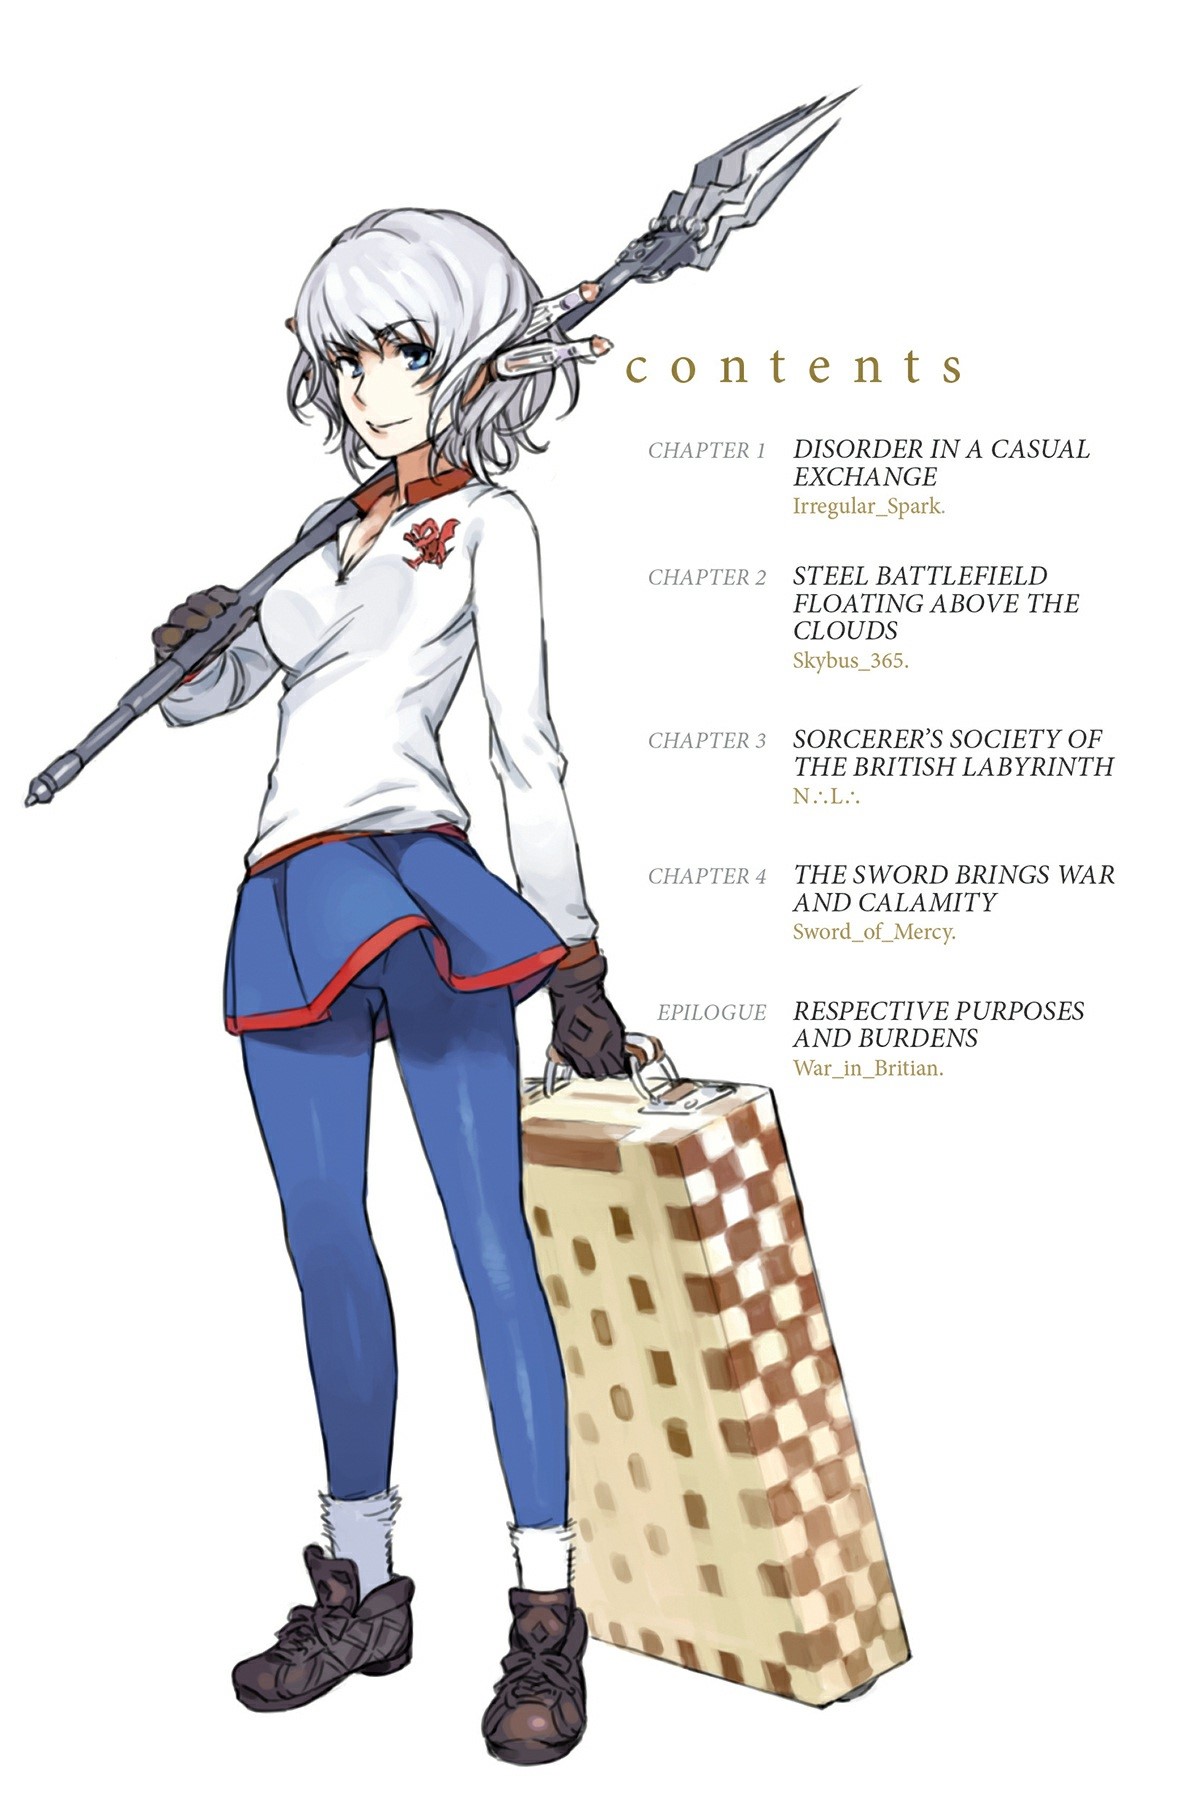 contents
CHAPTER 1
DISORDER IN A CASUAL
EXCHANGE
Irregular_Spark.
CHAPTER 2
STEEL BATTLEFIELD
FLOATING ABOVE THE
CLOUDS
Skybus_365.
CHAPTER 3
SORCERER’S SOCIETY OF
THE BRITISH LABYRINTH
N∴L∴
CHAPTER 4
THE SWORD BRINGS WAR
AND CALAMITY
Sword_of_Mercy.
EPILOGUE
RESPECTIVE PURPOSES
AND BURDENS
War_in_Britian.